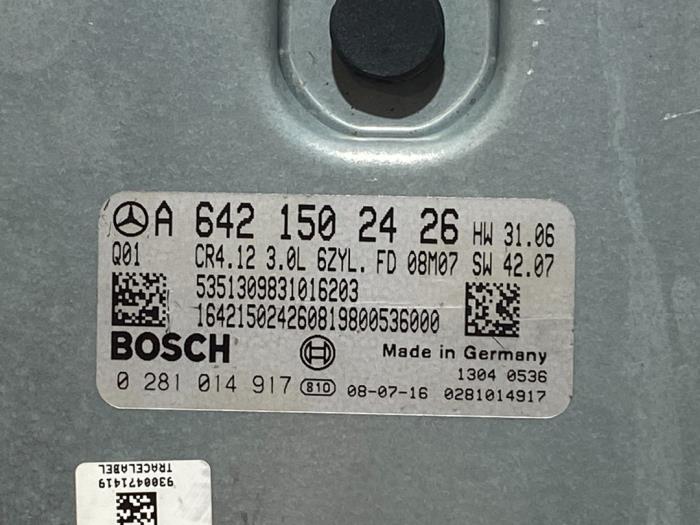 A 642 150 24 26 HW 31.06
Q01 CR4.12 3.0L 6ZYL. FD 08M07 SW 42.07
5351309831016203
164215024260819800536000
BOSCH Made in Germany
1304 0536
0 281 014 917 810 08-07-16 0281014917
9300471419
TRACELABEL